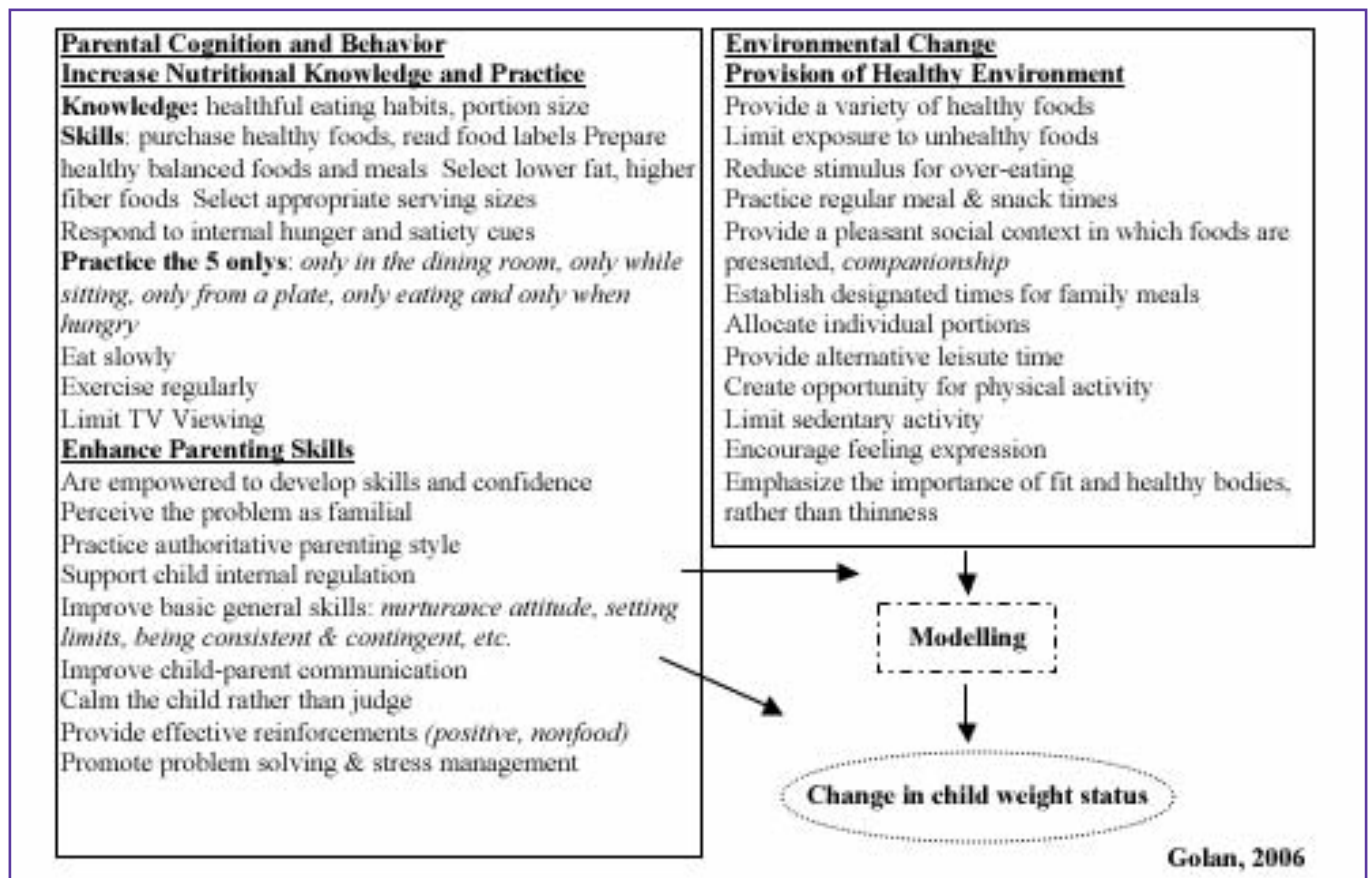 Parental Cognition and Behavior
Increase Nutritional Knowledge and Practice
Knowledge: healthful eating habits, portion size
Skills: purchase healthy foods, read food labels Prepare
healthy balanced foods and meals Select lower fat, higher
fiber foods Select appropriate serving sizes
Respond to internal hunger and satiety cues
Practice the 5 onlys: only in the dining room, only while
sitting, only from a plate, only eating and only when
hungry
Eat slowly
Exercise regularly
Limit TV Viewing
Enhance Parenting Skills
Are empowered to develop skills and confidence
Perceive the problem as familial
Practice authoritative parenting style
Support child internal regulation
Improve basic general skills: nurturance attitude, setting
limits, being consistent & contingent, etc.
Improve child-parent communication
Calm the child rather than judge
Provide effective reinforcements (positive, nonfood)
Promote problem solving & stress management
Environmental Change
Provision of Healthy Environment
Provide a variety of healthy foods
Limit exposure to unhealthy foods
Reduce stimulus for over-eating
Practice regular meal & snack times
Provide a pleasant social context in which foods are
presented, companionship
Establish designated times for family meals
Allocate individual portions
Provide alternative leisute time
Create opportunity for physical activity
Limit sedentary activity
Encourage feeling expression
Emphasize the importance of fit and healthy bodies,
rather than thinness
Modelling
Change in child weight status
Golan, 2006